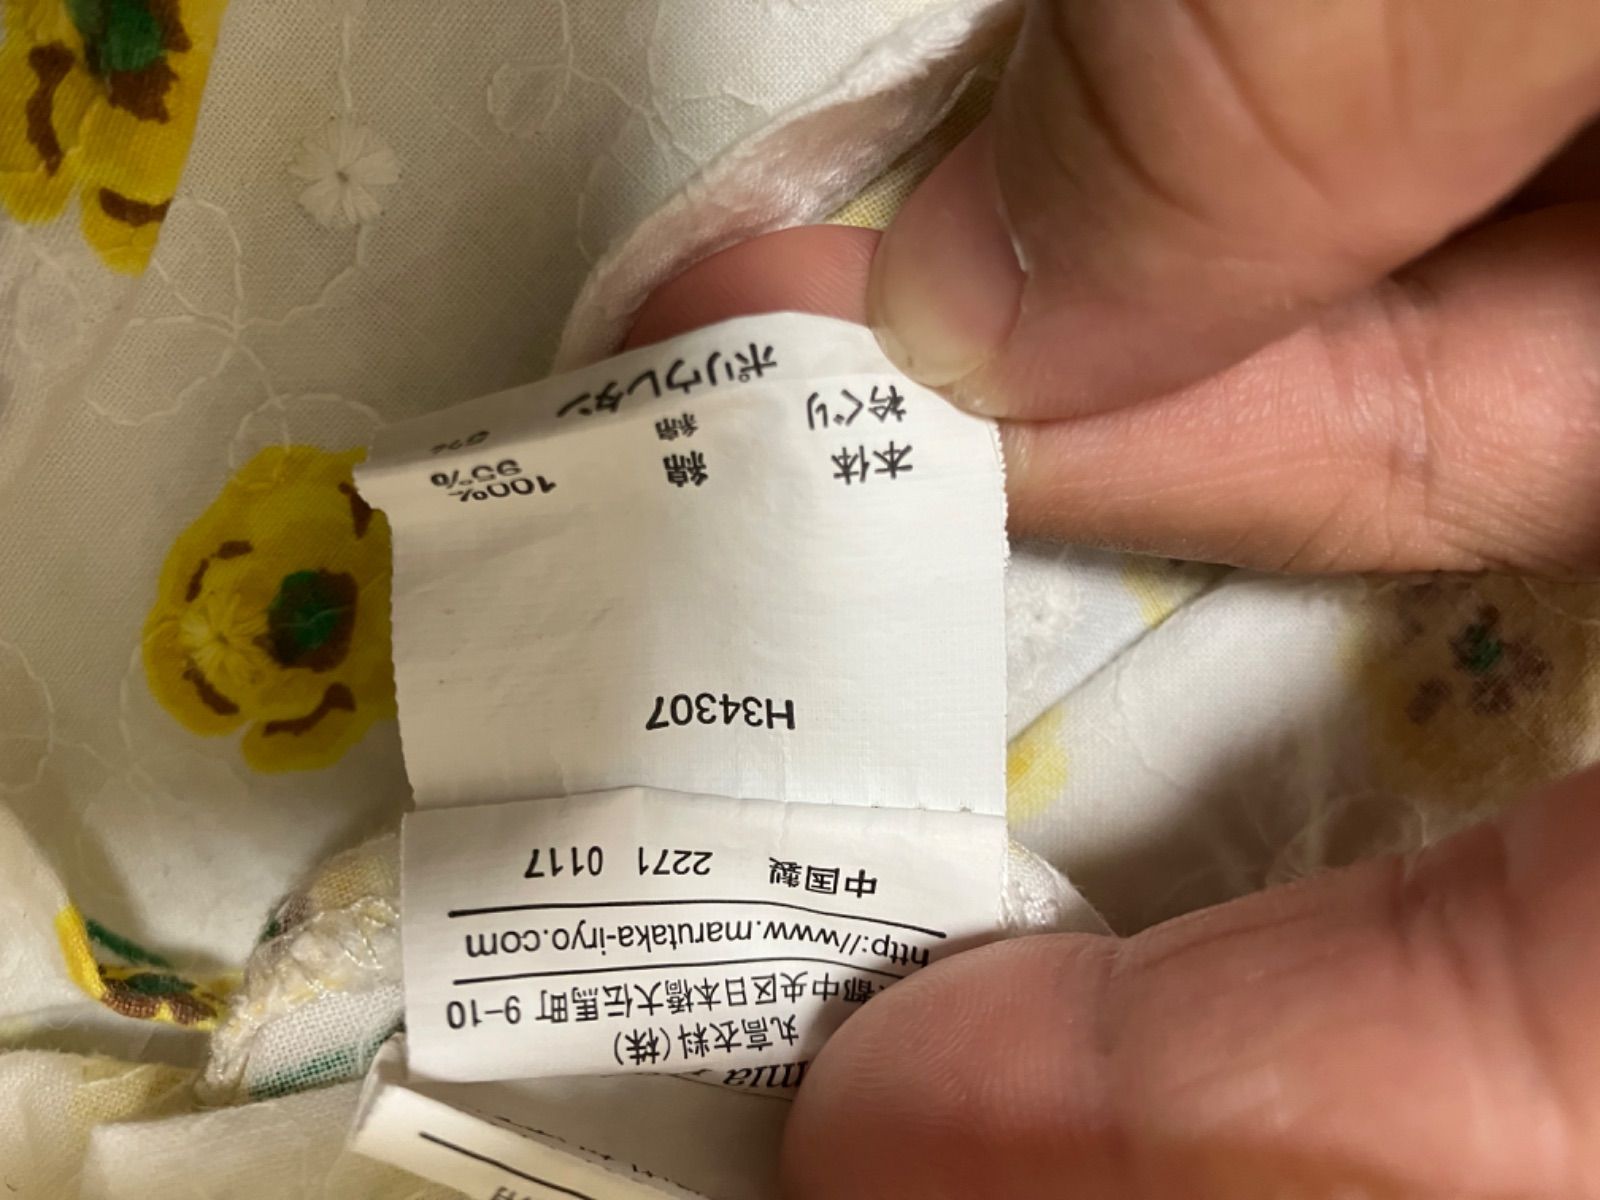 丸高衣料(株)
都中央区日本橋大伝馬町 9-10
http://www.marutaka-iryo.com
中国製 2271 0117
H34307
本体 綿 100%
衿ぐり 綿 95%
ポリウレタン 5%